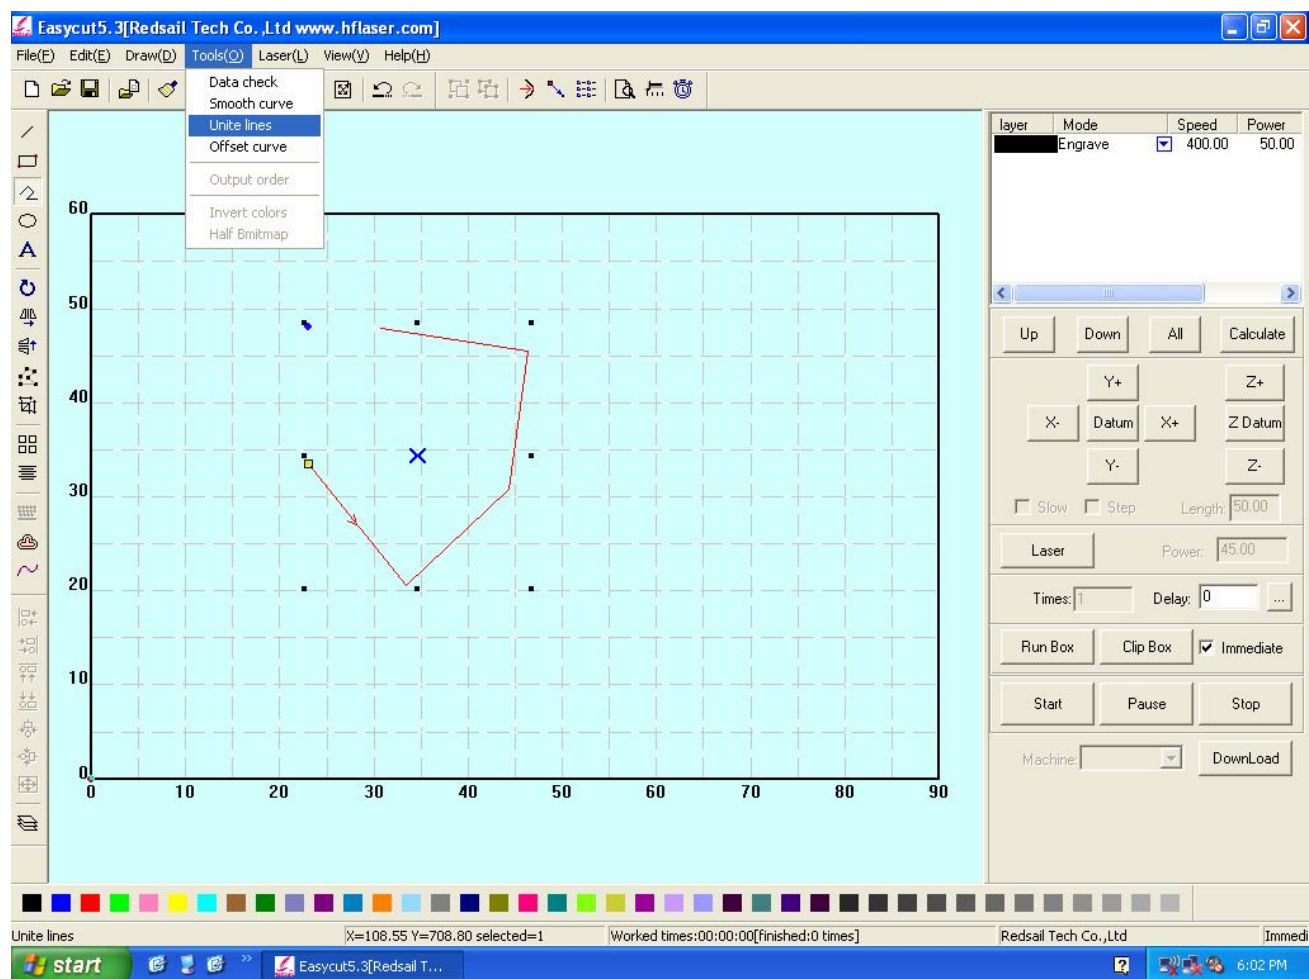 Easycut5.3[Redsail Tech Co.,Ltd www.hflaser.com]
File(F) Edit(E) Draw(D) Tools(O) Laser(L) View(V) Help(H)
Data check
Smooth curve
Unite lines
Offset curve
Output order
Invert colors
Half Bmitmap
A
60
50
40
30
20
10
0
0 10 20 30 40 50 60 70 80 90
layer Mode Speed Power
Engrave 400.00 50.00
Up Down All Calculate
Y+ Z+
X- Datum X+ Z Datum
Y- Z-
Slow Step Length: 50.00
Laser Power: 45.00
Times: 1 Delay: 0 ...
Run Box Clip Box Immediate
Start Pause Stop
Machine: DownLoad
Unite lines X=108.55 Y=708.80 selected=1 Worked times:00:00:00[finished:0 times] Redsail Tech Co.,Ltd Immedi
start Easycut5.3[Redsail T... 6:02 PM